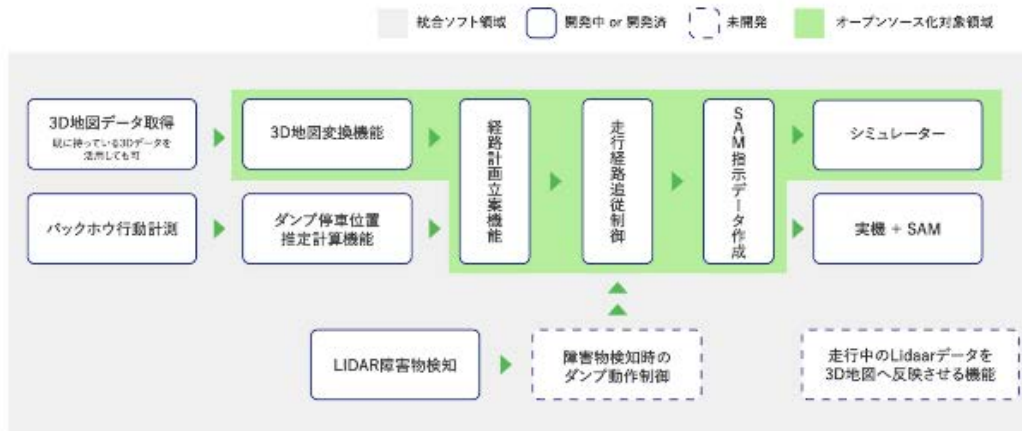 統合ソフト領域
開発中 or 開発済
未開発
オープンソース化対象領域
3D地図データ取得
既に持っている3Dデータを
活用しても可
3D地図変換機能
経路計画立案機能
走行経路追従制御
SAM指示データ作成
シミュレーター
バックホウ行動計測
ダンプ停車位置
推定計算機能
実機 + SAM
LIDAR障害物検知
障害物検知時の
ダンプ動作制御
走行中のLidaarデータを
3D地図へ反映させる機能